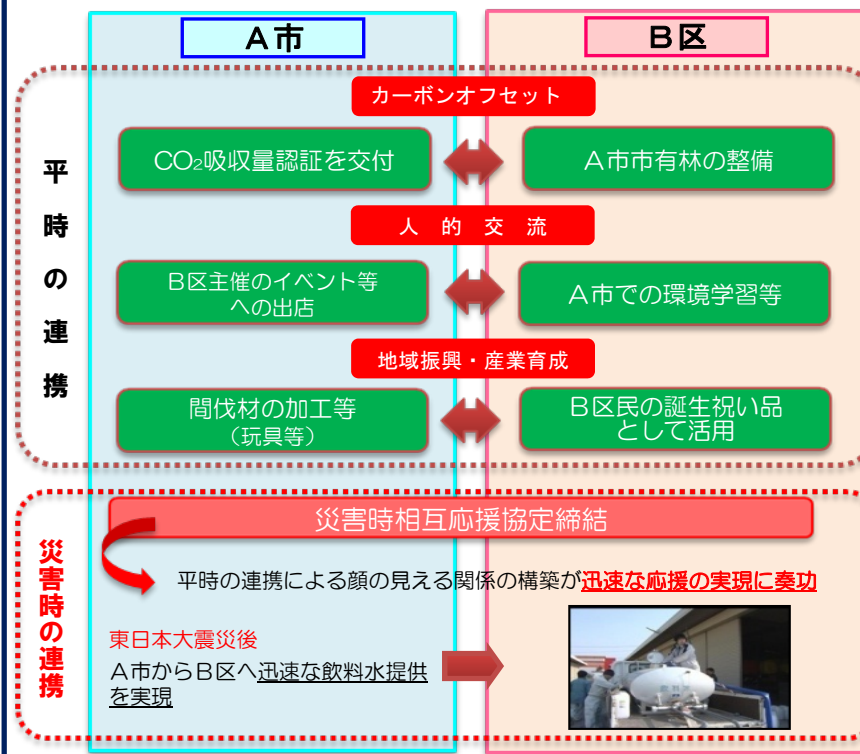 A市
B区
平時の連携
カーボンオフセット
CO₂吸収量認証を交付
A市市有林の整備
人的交流
B区主催のイベント等
への出店
A市での環境学習等
地域振興・産業育成
間伐材の加工等
(玩具等)
B区民の誕生祝い品
として活用
災害時の連携
災害時相互応援協定締結
平時の連携による顔の見える関係の構築が迅速な応援の実現に奏功
東日本大震災後
A市からB区へ迅速な飲料水提供
を実現